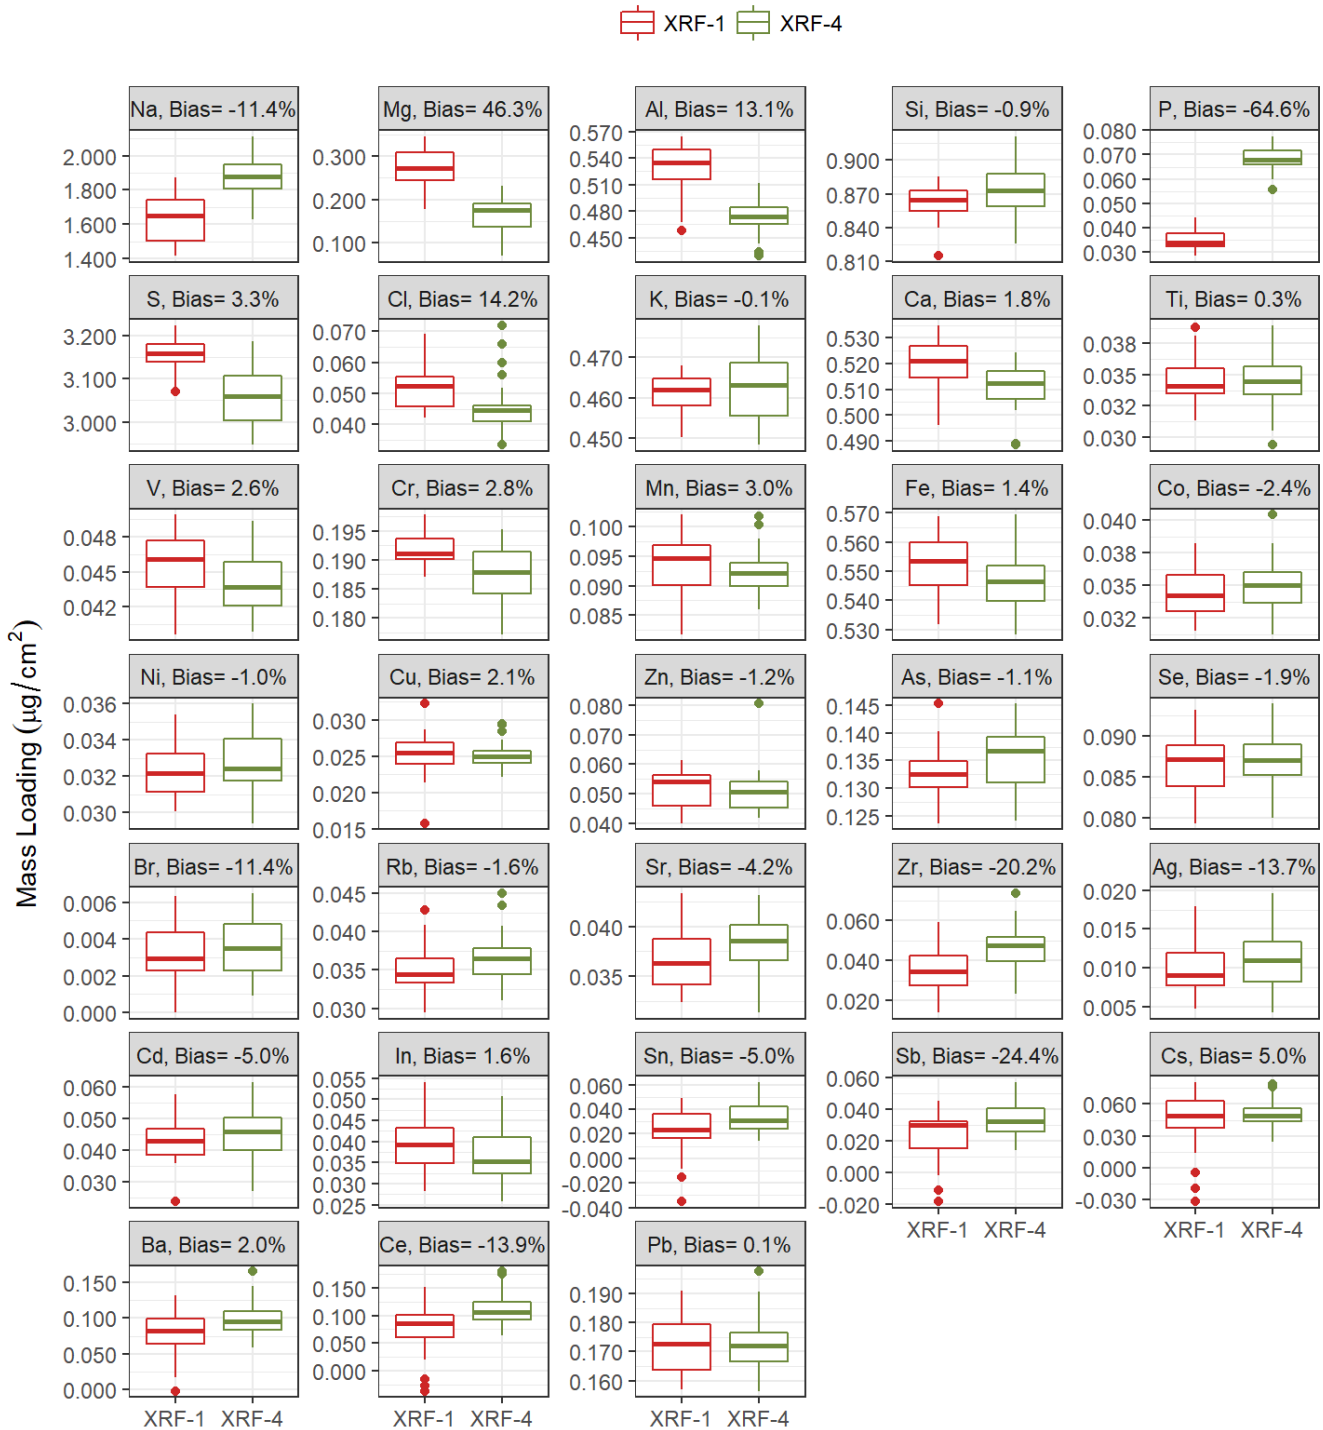 XRF-1 XRF-4
Na, Bias= -11.4% Mg, Bias= 46.3% Al, Bias= 13.1% Si, Bias= -0.9% P, Bias= -64.6%
2.000 1.800 1.600 1.400
0.300 0.200 0.100
0.570 0.540 0.510 0.480 0.450
0.900 0.870 0.840 0.810
0.080 0.070 0.060 0.050 0.040 0.030
S, Bias= 3.3% Cl, Bias= 14.2% K, Bias= -0.1% Ca, Bias= 1.8% Ti, Bias= 0.3%
3.200 3.100 3.000
0.070 0.060 0.050 0.040
0.470 0.460 0.450
0.530 0.520 0.510 0.500 0.490
0.038 0.035 0.032 0.030
V, Bias= 2.6% Cr, Bias= 2.8% Mn, Bias= 3.0% Fe, Bias= 1.4% Co, Bias= -2.4%
0.048 0.045 0.042
0.195 0.190 0.185 0.180
0.100 0.095 0.090 0.085
0.570 0.560 0.550 0.540 0.530
0.040 0.038 0.035 0.032
Mass Loading (μg/cm²)
Ni, Bias= -1.0% Cu, Bias= 2.1% Zn, Bias= -1.2% As, Bias= -1.1% Se, Bias= -1.9%
0.036 0.034 0.032 0.030
0.030 0.025 0.020 0.015
0.080 0.070 0.060 0.050 0.040
0.145 0.140 0.135 0.130 0.125
0.090 0.085 0.080
Br, Bias= -11.4% Rb, Bias= -1.6% Sr, Bias= -4.2% Zr, Bias= -20.2% Ag, Bias= -13.7%
0.006 0.004 0.002 0.000
0.045 0.040 0.035 0.030
0.040 0.035
0.060 0.040 0.020
0.020 0.015 0.010 0.005
Cd, Bias= -5.0% In, Bias= 1.6% Sn, Bias= -5.0% Sb, Bias= -24.4% Cs, Bias= 5.0%
0.060 0.050 0.040 0.030
0.055 0.050 0.045 0.040 0.035 0.030 0.025
0.060 0.040 0.020 0.000 -0.020 -0.040
0.060 0.040 0.020 0.000 -0.020
0.060 0.030 0.000 -0.030
XRF-1 XRF-4 XRF-1 XRF-4
Ba, Bias= 2.0% Ce, Bias= -13.9% Pb, Bias= 0.1%
0.150 0.100 0.050 0.000
0.150 0.100 0.050 0.000
0.190 0.180 0.170 0.160
XRF-1 XRF-4 XRF-1 XRF-4 XRF-1 XRF-4